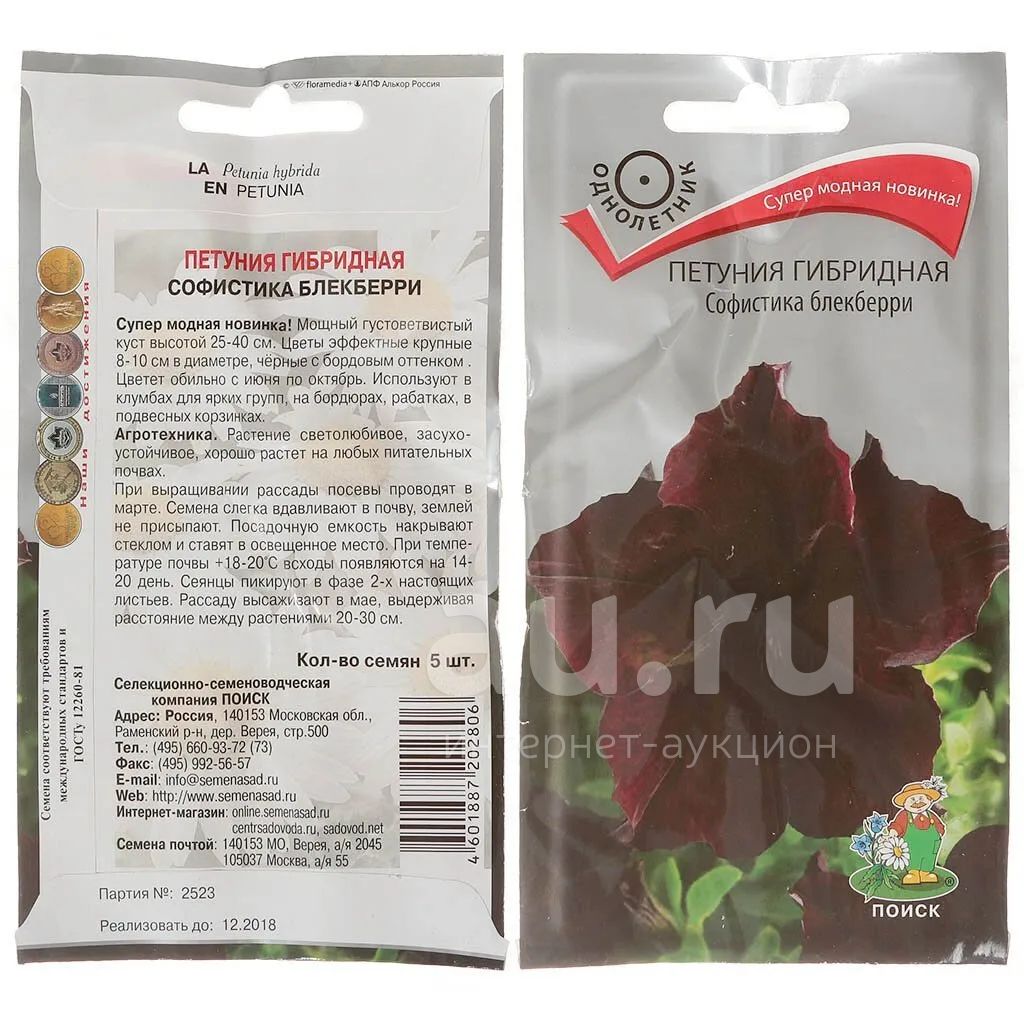 © floramedia+ АПФ Алькор Россия
LA Petunia hybrida
EN PETUNIA
ПЕТУНИЯ ГИБРИДНАЯ
СОФИСТИКА БЛЕКБЕРРИ
Супер модная новинка! Мощный густоветвистый
куст высотой 25-40 см. Цветы эффектные крупные
8-10 см в диаметре, чёрные с бордовым оттенком .
Цветет обильно с июня по октябрь. Используют в
клумбах для ярких групп, на бордюрах, рабатках, в
подвесных корзинках.
Агротехника. Растение светолюбивое, засухо-
устойчивое, хорошо растет на любых питательных
почвах.
При выращивании рассады посевы проводят в
марте. Семена слегка вдавливают в почву, землей
не присыпают. Посадочную емкость накрывают
стеклом и ставят в освещенное место. При темпе-
ратуре почвы +18-20°С всходы появляются на 14-
20 день. Сеянцы пикируют в фазе 2-х настоящих
листьев. Рассаду высаживают в мае, выдерживая
расстояние между растениями 20-30 см.
Кол-во семян 5 шт.
Селекционно-семеноводческая
компания ПОИСК
Адрес: Россия, 140153 Московская обл.,
Раменский р-н, дер. Верея, стр.500
Тел.: (495) 660-93-72 (73)
Факс: (495) 992-56-57
E-mail: info@semenasad.ru
Web: http://www.semenasad.ru
Интернет-магазин: online.semenasad.ru
centrsadovoda.ru, sadovod.net
Семена почтой: 140153 МО, Верея, а/я 2045
105037 Москва, а/я 55
4601887202806
Партия №: 2523
Реализовать до: 12.2018
Наши достижения
Семена соответствуют требованиям
международных стандартов и
ГОСТу 12260-81
ОДНОЛЕТНИК
Супер модная новинка!
ПЕТУНИЯ ГИБРИДНАЯ
Софистика блекберри
au.ru
интернет-аукцион
®
ПОИСК